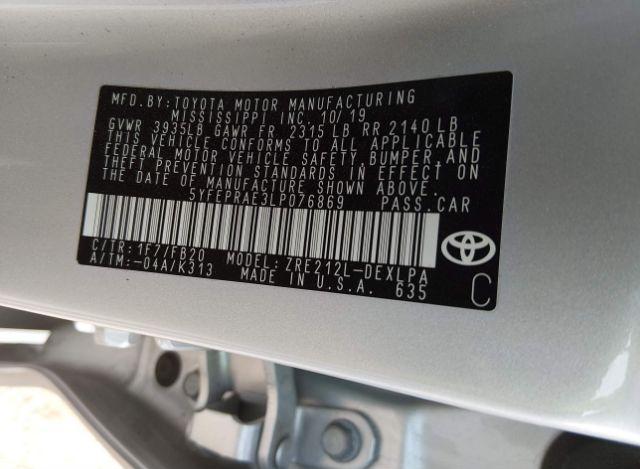 MFD. BY: TOYOTA MOTOR MANUFACTURING
MISSISSIPPI INC. 10/19
GVWR 3935LB GAWR FR 2315 LB RR 2140 LB
THIS VEHICLE CONFORMS TO ALL APPLICABLE
FEDERAL MOTOR VEHICLE SAFETY, BUMPER, AND
THEFT PREVENTION STANDARDS IN EFFECT ON
THE DATE OF MANUFACTURE SHOWN ABOVE.
5YFEPRAE3LP076869 PASS.CAR
C/TR: 1F7/FB20 MODEL: ZRE212L-DEXLPA
A/TM: -04A/K313 MADE IN U.S.A. 635
C